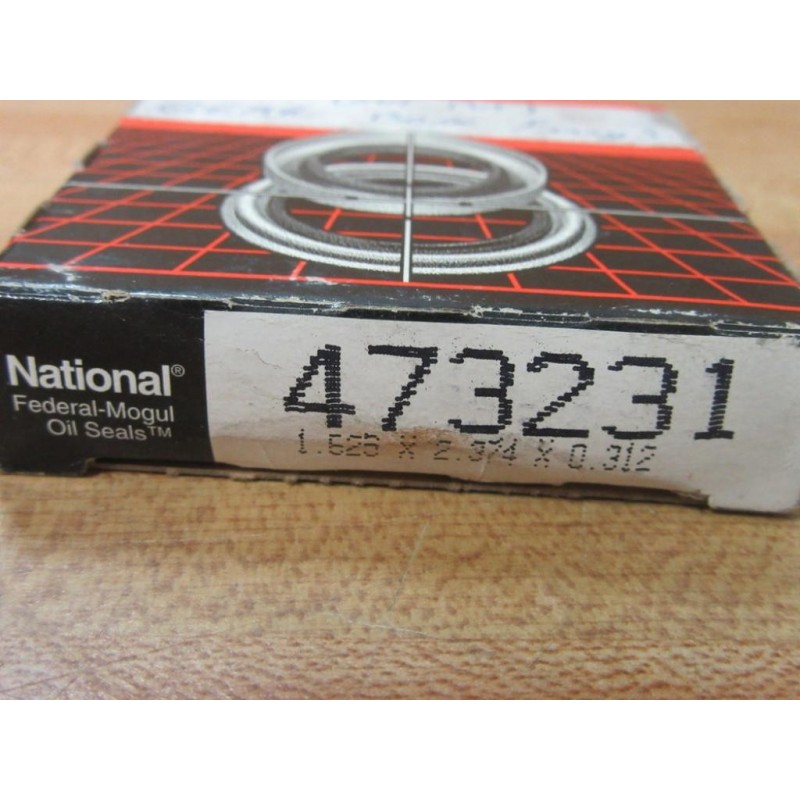 National®
Federal-Mogul
Oil Seals™
473231
1.625 X 2.374 X 0.312